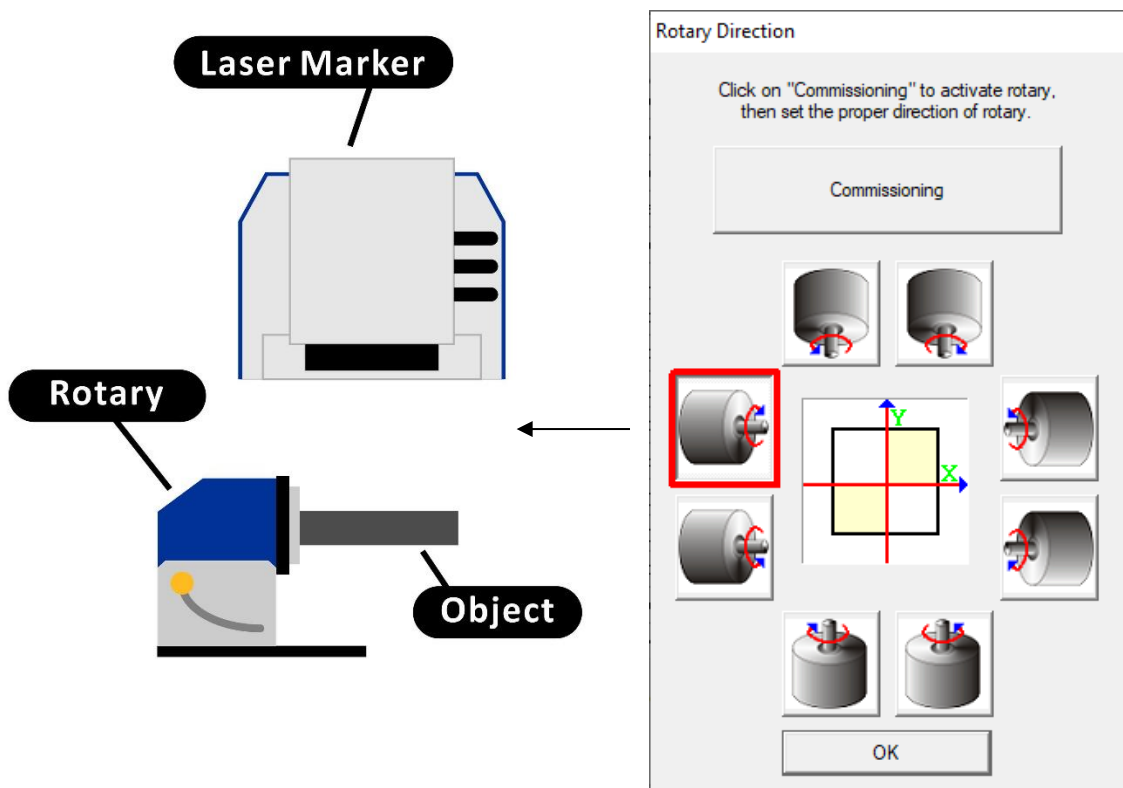 Laser Marker
Rotary
Object
Rotary Direction
Click on "Commissioning" to activate rotary,
then set the proper direction of rotary.
Commissioning
Y
X
OK